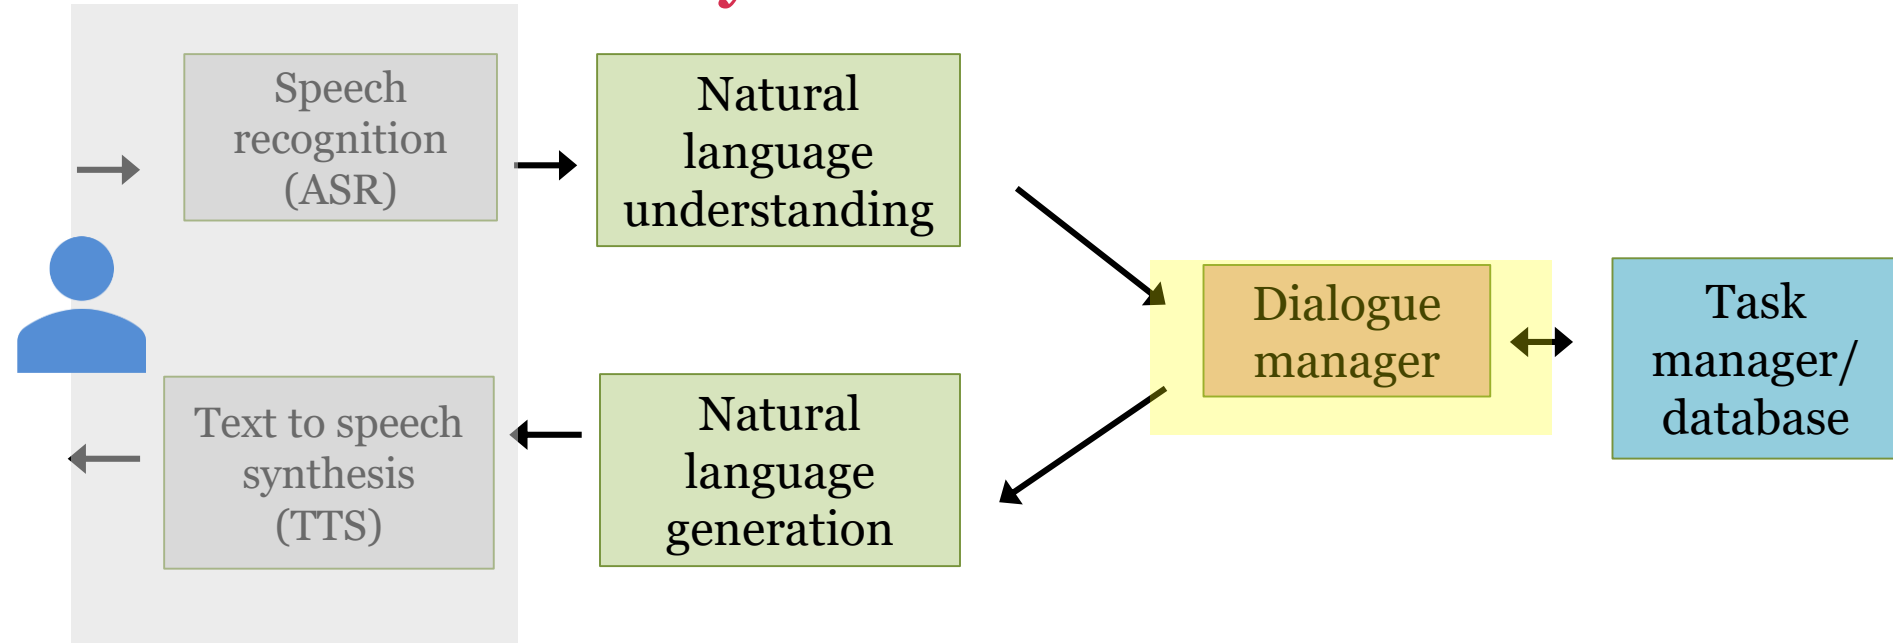 Speech
recognition
(ASR)
Natural
language
understanding
Dialogue
manager
Task
manager/
database
Text to speech
synthesis
(TTS)
Natural
language
generation